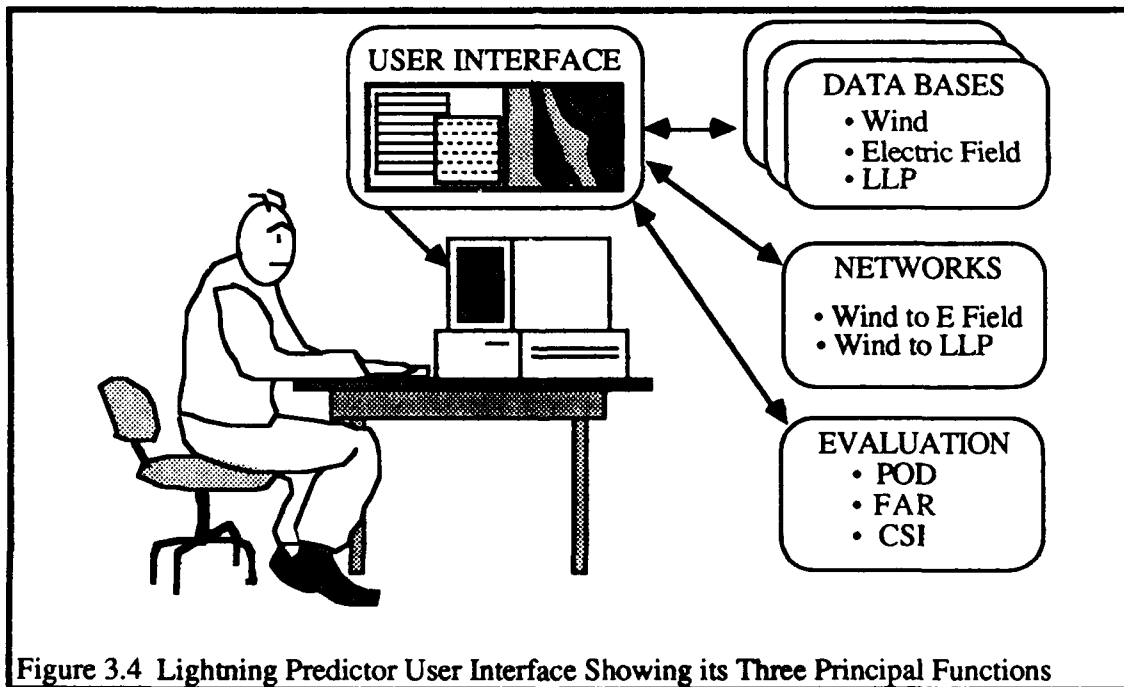 USER INTERFACE
DATA BASES
• Wind
• Electric Field
• LLP
NETWORKS
• Wind to E Field
• Wind to LLP
EVALUATION
• POD
• FAR
• CSI
Figure 3.4 Lightning Predictor User Interface Showing its Three Principal Functions